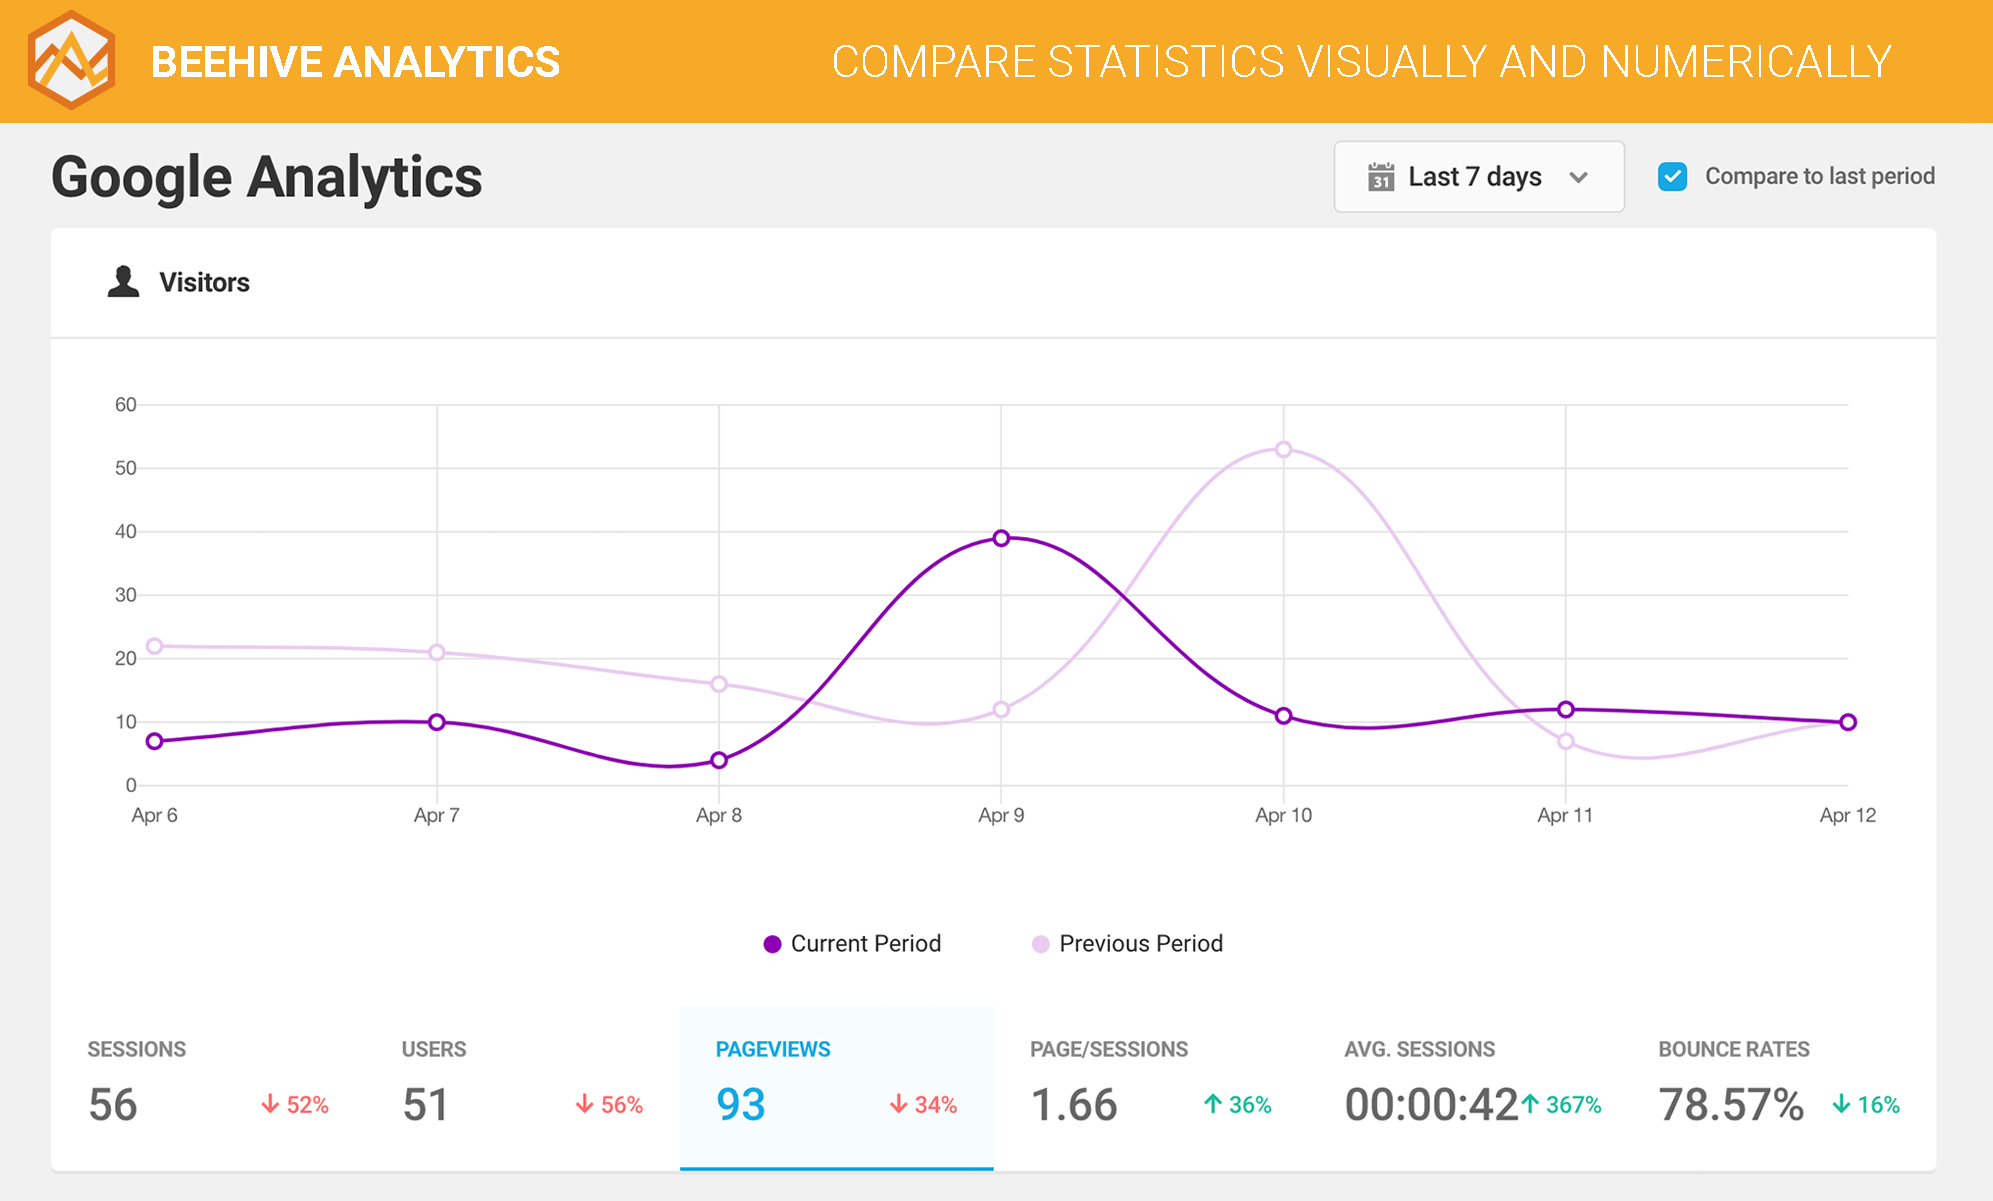 BEEHIVE ANALYTICS
COMPARE STATISTICS VISUALLY AND NUMERICALLY
Google Analytics
31
Last 7 days
Compare to last period
Visitors
60
50
40
30
20
10
0
Apr 6
Apr 7
Apr 8
Apr 9
Apr 10
Apr 11
Apr 12
Current Period
Previous Period
SESSIONS
56
↓ 52%
USERS
51
↓ 56%
PAGEVIEWS
93
↓ 34%
PAGE/SESSIONS
1.66
↑ 36%
AVG. SESSIONS
00:00:42
↑ 367%
BOUNCE RATES
78.57%
↓ 16%